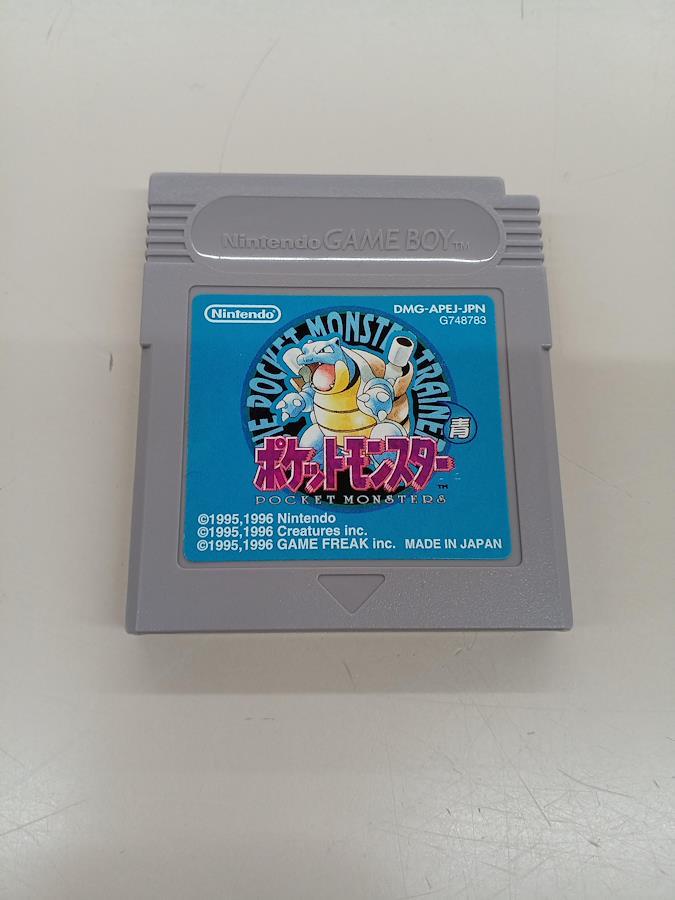 Nintendo GAME BOY TM
Nintendo
DMG-APEJ-JPN
G748783
THE POCKET MONSTER TRAINER
青
ポケットモンスター
POCKET MONSTERS TM
©1995,1996 Nintendo
©1995,1996 Creatures inc.
©1995,1996 GAME FREAK inc. MADE IN JAPAN